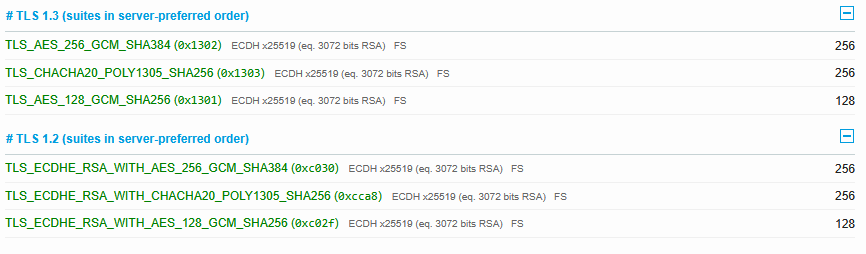 # TLS 1.3 (suites in server-preferred order)
TLS_AES_256_GCM_SHA384 (0x1302) ECDH x25519 (eq. 3072 bits RSA) FS 256
TLS_CHACHA20_POLY1305_SHA256 (0x1303) ECDH x25519 (eq. 3072 bits RSA) FS 256
TLS_AES_128_GCM_SHA256 (0x1301) ECDH x25519 (eq. 3072 bits RSA) FS 128
# TLS 1.2 (suites in server-preferred order)
TLS_ECDHE_RSA_WITH_AES_256_GCM_SHA384 (0xc030) ECDH x25519 (eq. 3072 bits RSA) FS 256
TLS_ECDHE_RSA_WITH_CHACHA20_POLY1305_SHA256 (0xcca8) ECDH x25519 (eq. 3072 bits RSA) FS 256
TLS_ECDHE_RSA_WITH_AES_128_GCM_SHA256 (0xc02f) ECDH x25519 (eq. 3072 bits RSA) FS 128